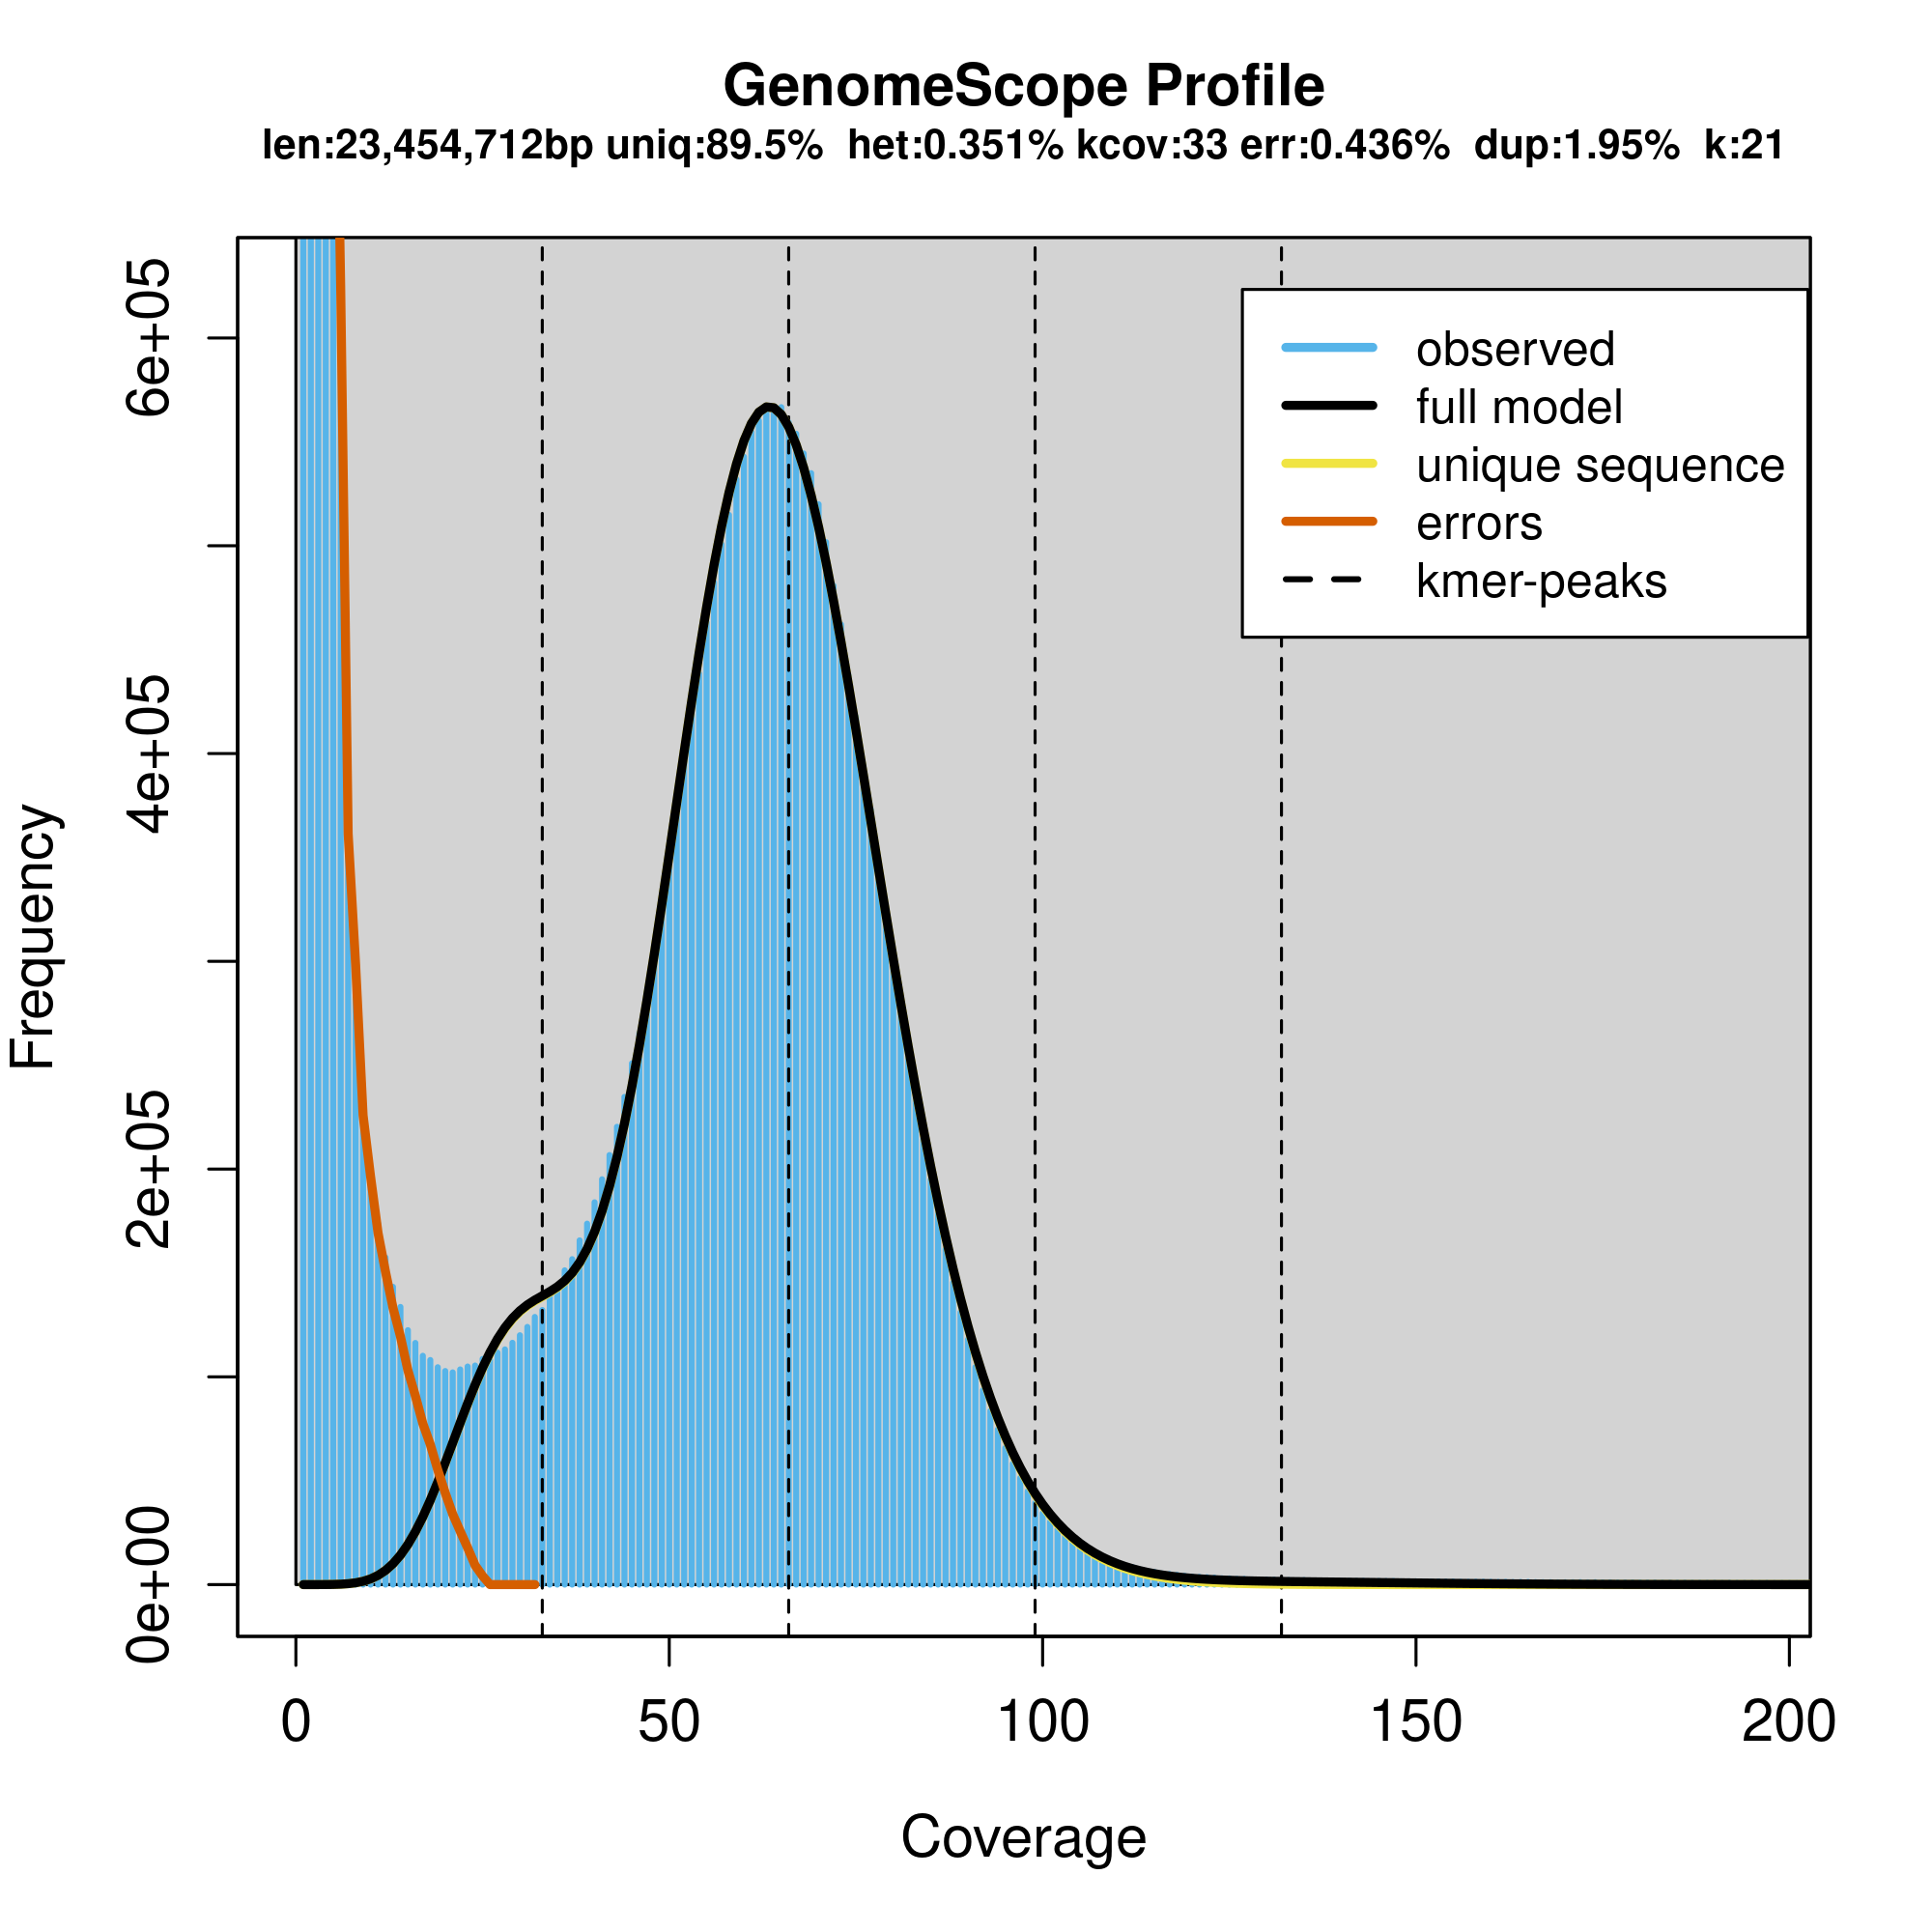 GenomeScope Profile
len:23,454,712bp uniq:89.5% het:0.351% kcov:33 err:0.436% dup:1.95% k:21
observed
full model
unique sequence
errors
kmer-peaks
Frequency
6e+05
4e+05
2e+05
0e+00
0 50 100 150 200
Coverage